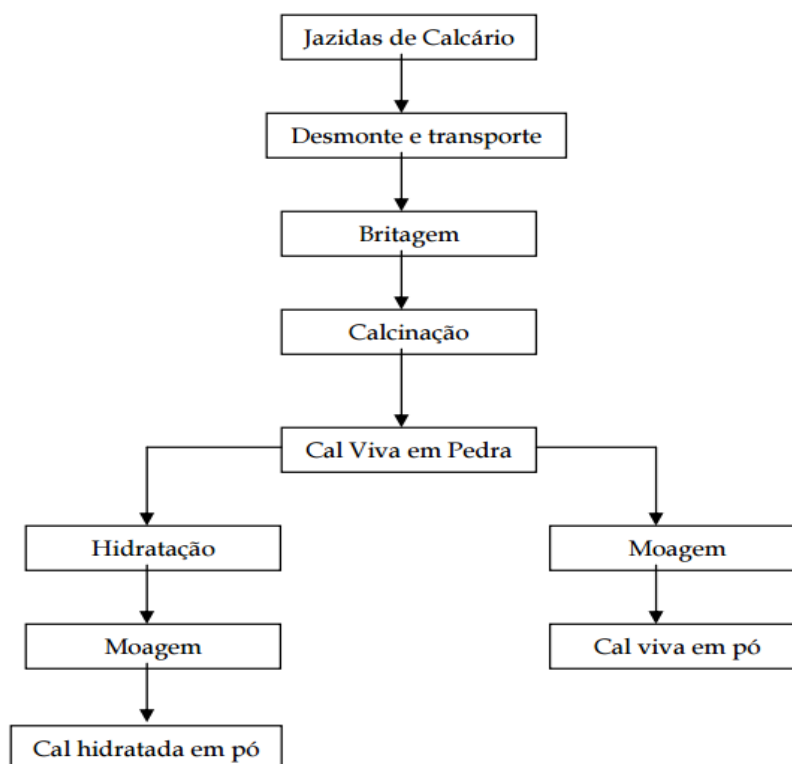 Jazidas de Calcário
Desmonte e transporte
Britagem
Calcinação
Cal Viva em Pedra
Hidratação
Moagem
Moagem
Cal viva em pó
Cal hidratada em pó